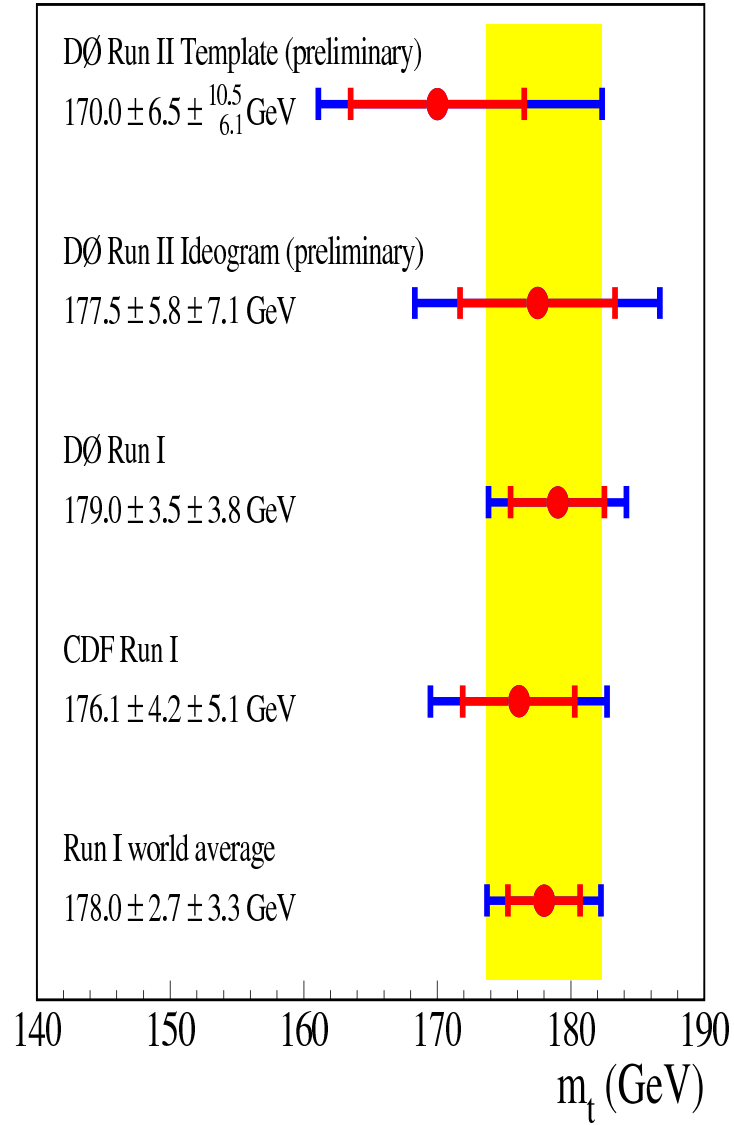 DØ Run II Template (preliminary)
170.0 ± 6.5 ± 10.5 6.1 GeV
DØ Run II Ideogram (preliminary)
177.5 ± 5.8 ± 7.1 GeV
DØ Run I
179.0 ± 3.5 ± 3.8 GeV
CDF Run I
176.1 ± 4.2 ± 5.1 GeV
Run I world average
178.0 ± 2.7 ± 3.3 GeV
140 150 160 170 180 190
mt (GeV)